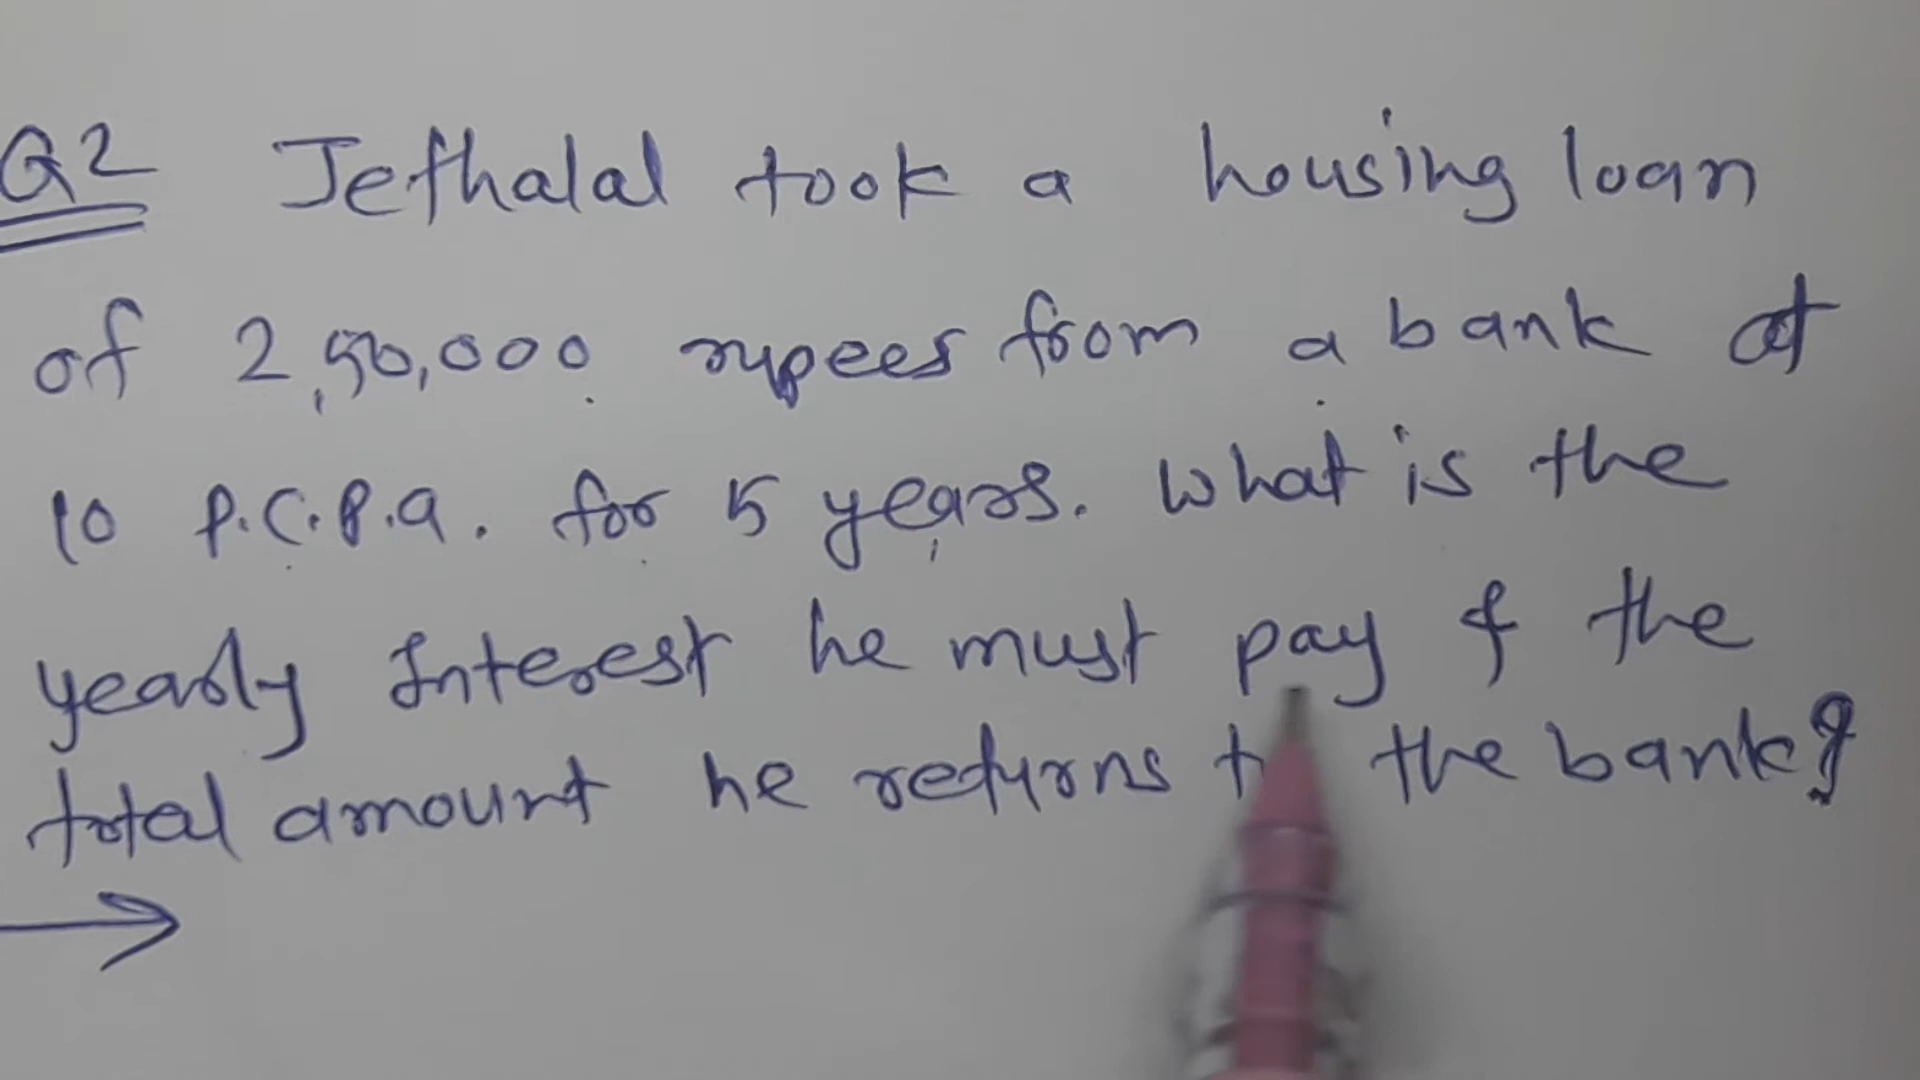 Q2 Jethalal took a housing loan
of 2,50,000 rupees from a bank at
10 P.C.P.a. for 5 years. What is the
yearly Interest he must pay & the
total amount he returns to the bank?